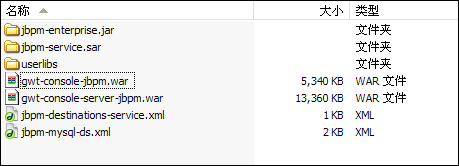 名称 大小 类型
jbpm-enterprise.jar 文件夹
jbpm-service.sar 文件夹
userlibs 文件夹
gwt-console-jbpm.war 5,340 KB WAR 文件
gwt-console-server-jbpm.war 13,360 KB WAR 文件
jbpm-destinations-service.xml 1 KB XML
jbpm-mysql-ds.xml 2 KB XML